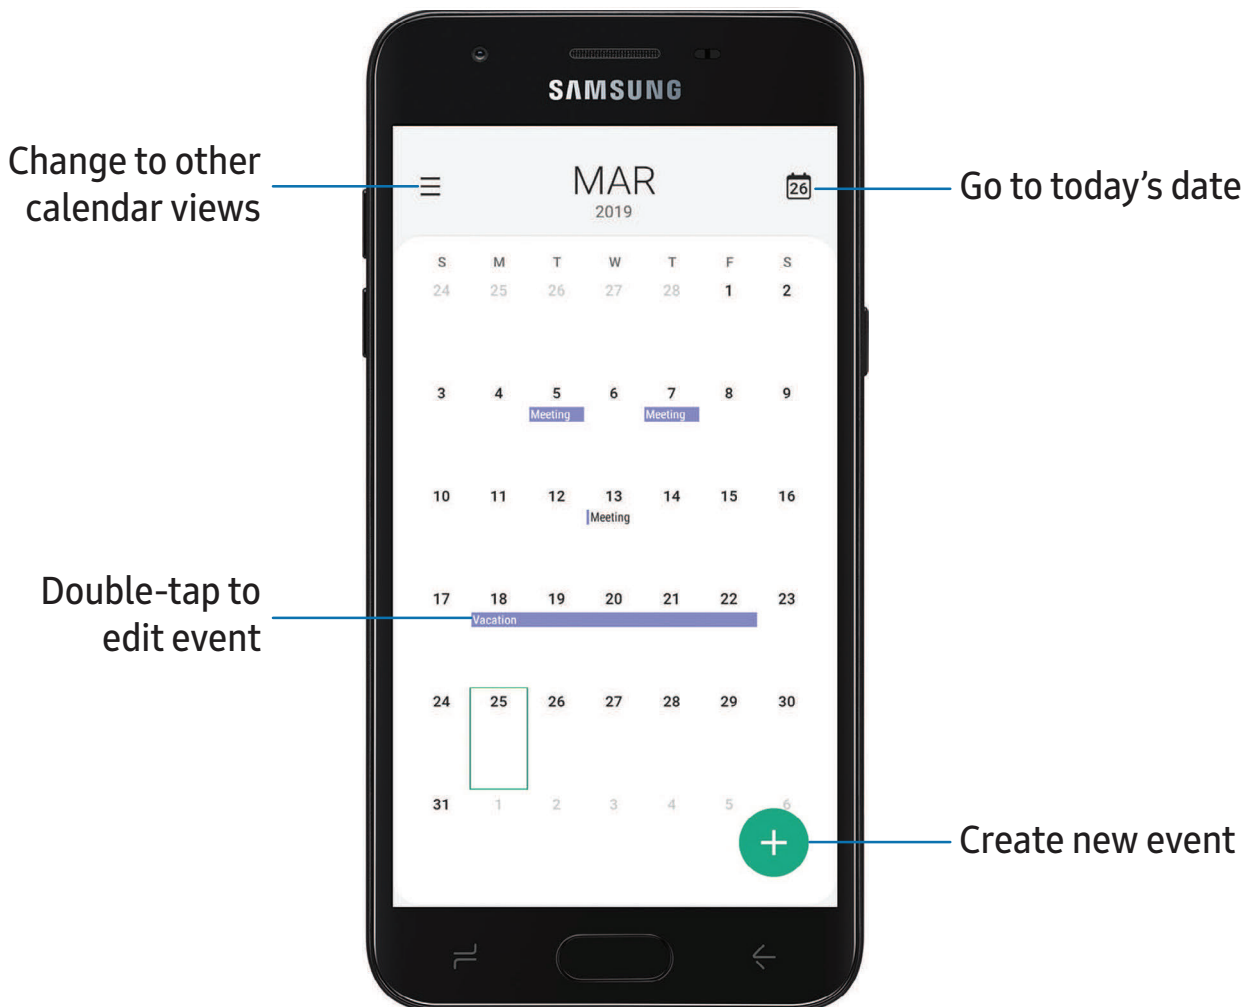 SAMSUNG
Change to other
calendar views
MAR
2019
26
Go to today's date
S M T W T F S
24 25 26 27 28 1 2
3 4 5 6 7 8 9
Meeting Meeting
10 11 12 13 14 15 16
Meeting
Double-tap to
edit event
17 18 19 20 21 22 23
Vacation
24 25 26 27 28 29 30
31 1 2 3 4 5 6
+
Create new event